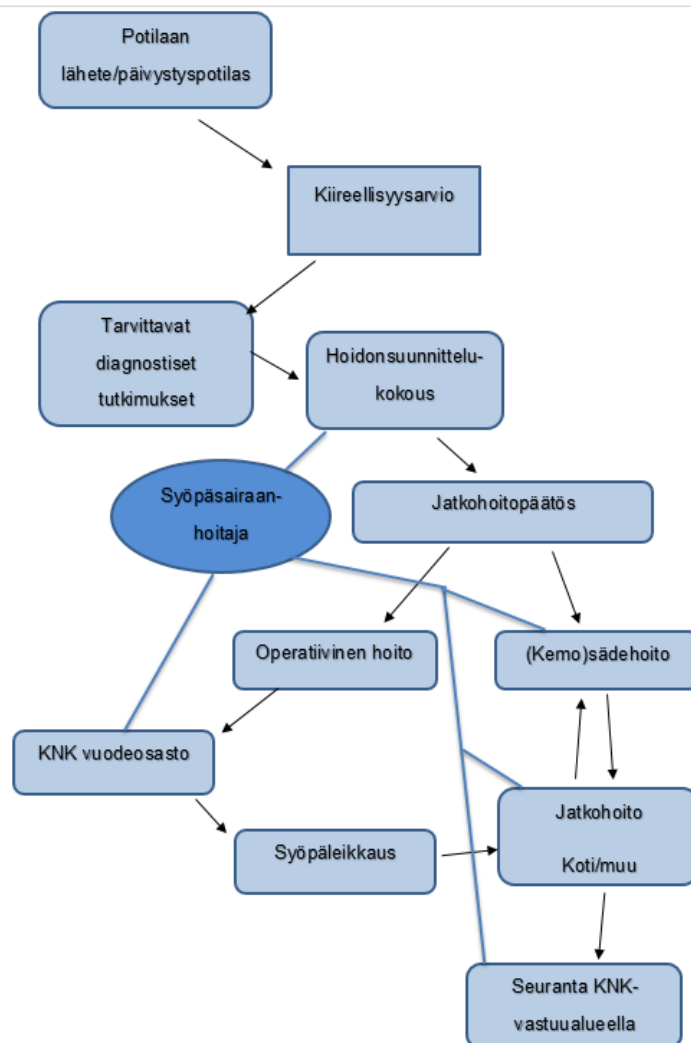 Potilaan
lähete/päivystyspotilas
Kiireellisyysarvio
Tarvittavat
diagnostiset
tutkimukset
Hoidonsuunnittelu-
kokous
Syöpäsairaan-
hoitaja
Jatkohoitopäätös
Operatiivinen hoito
(Kemo)sädehoito
KNK vuodeosasto
Jatkohoito
Koti/muu
Syöpäleikkaus
Seuranta KNK-
vastuualueella